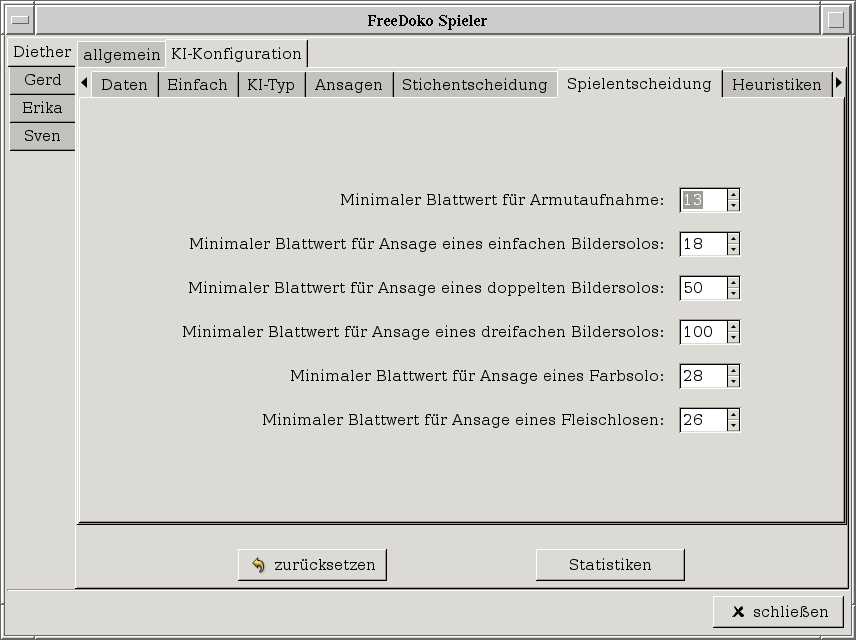 FreeDoko Spieler
Diether
Gerd
Erika
Sven
allgemein KI-Konfiguration
Daten Einfach KI-Typ Ansagen Stichentscheidung Spielentscheidung Heuristiken
Minimaler Blattwert für Armutaufnahme: 13
Minimaler Blattwert für Ansage eines einfachen Bildersolos: 18
Minimaler Blattwert für Ansage eines doppelten Bildersolos: 50
Minimaler Blattwert für Ansage eines dreifachen Bildersolos: 100
Minimaler Blattwert für Ansage eines Farbsolo: 28
Minimaler Blattwert für Ansage eines Fleischlosen: 26
zurücksetzen Statistiken
schließen